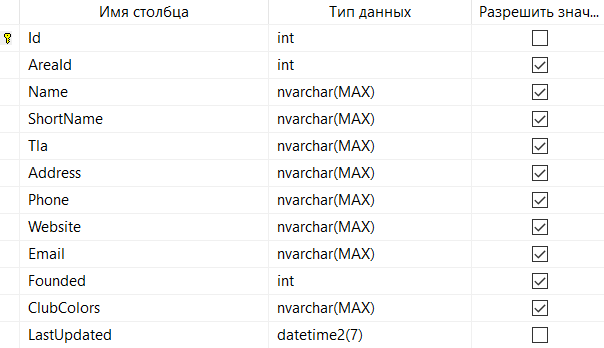 Имя столбца Тип данных Разрешить знач...
Id int
AreaId int
Name nvarchar(MAX)
ShortName nvarchar(MAX)
Tla nvarchar(MAX)
Address nvarchar(MAX)
Phone nvarchar(MAX)
Website nvarchar(MAX)
Email nvarchar(MAX)
Founded int
ClubColors nvarchar(MAX)
LastUpdated datetime2(7)